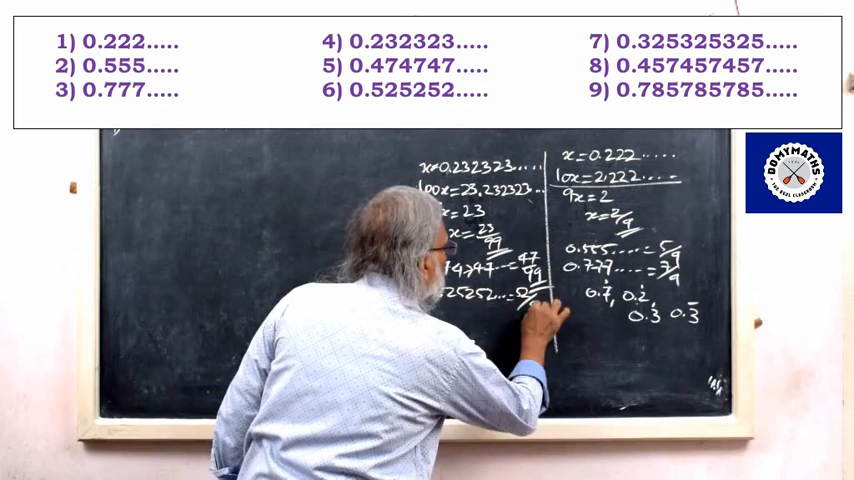 1) 0.222..... 4) 0.232323..... 7) 0.325325325.....
2) 0.555..... 5) 0.474747..... 8) 0.457457457.....
3) 0.777..... 6) 0.525252..... 9) 0.785785785.....
DOMYMATHS
THE REAL CLASSROOM
x=0.232323.....
100x=23.232323...
x=23
x=23/99
4747...=47/99
.25252...=52/
x=0.222.....
10x=2.222.....
9x=2
x=2/9
0.555.....=5/9
0.777....=7/9
0.7̇, 0.2̇,
0.3̇ 0.3̅